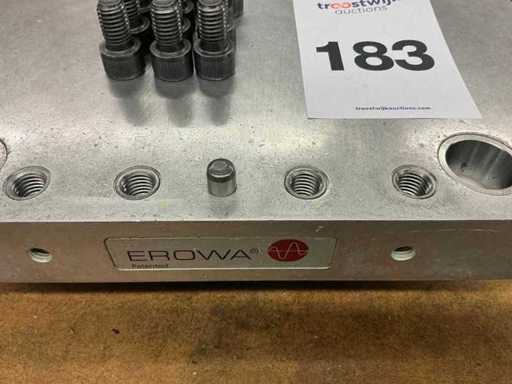 troostwijk
auctions
183
troostwijkauctions.com
EROWA®
Patented